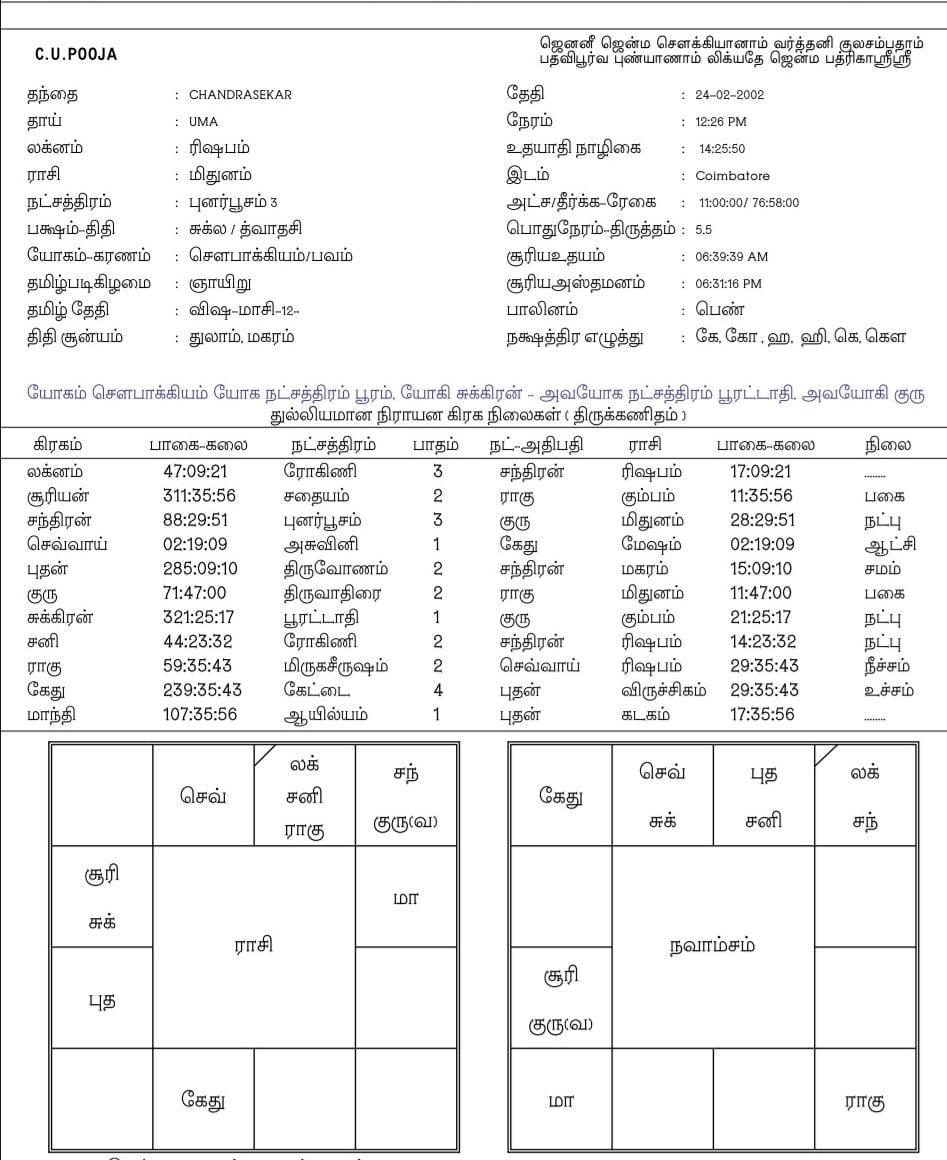 C.U.POOJA
ஜெனனீ ஜென்ம சௌக்கியானாம் வர்த்தனி குலசம்பதாம்
பதவிபூர்வ புண்யாணாம் லிக்யதே ஜென்ம பத்ரிகாஸ்ரீஸ்ரீ
தந்தை : CHANDRASEKAR தேதி : 24-02-2002
தாய் : UMA நேரம் : 12:26 PM
லக்னம் : ரிஷபம் உதயாதி நாழிகை : 14:25:50
ராசி : மிதுனம் இடம் : Coimbatore
நட்சத்திரம் : புனர்பூசம் 3 அட்ச/தீர்க்க-ரேகை : 11:00:00/ 76:58:00
பக்ஷம்-திதி : சுக்ல / த்வாதசி பொதுநேரம்-திருத்தம் : 5.5
யோகம்-கரணம் : சௌபாக்கியம்/பவம் சூரியஉதயம் : 06:39:39 AM
தமிழ்படிகிழமை : ஞாயிறு சூரியஅஸ்தமனம் : 06:31:16 PM
தமிழ் தேதி : விஷ-மாசி-12- பாலினம் : பெண்
திதி சூன்யம் : துலாம், மகரம் நக்ஷத்திர எழுத்து : கே, கோ , ஹ, ஹி, கெ, கௌ
யோகம் சௌபாக்கியம் யோக நட்சத்திரம் பூரம், யோகி சுக்கிரன் - அவயோக நட்சத்திரம் பூரட்டாதி, அவயோகி குரு
துல்லியமான நிராயன கிரக நிலைகள் ( திருக்கணிதம் )
கிரகம் பாகை-கலை நட்சத்திரம் பாதம் நட்-அதிபதி ராசி பாகை-கலை நிலை
லக்னம் 47:09:21 ரோகிணி 3 சந்திரன் ரிஷபம் 17:09:21 ........
சூரியன் 311:35:56 சதையம் 2 ராகு கும்பம் 11:35:56 பகை
சந்திரன் 88:29:51 புனர்பூசம் 3 குரு மிதுனம் 28:29:51 நட்பு
செவ்வாய் 02:19:09 அசுவினி 1 கேது மேஷம் 02:19:09 ஆட்சி
புதன் 285:09:10 திருவோணம் 2 சந்திரன் மகரம் 15:09:10 சமம்
குரு 71:47:00 திருவாதிரை 2 ராகு மிதுனம் 11:47:00 பகை
சுக்கிரன் 321:25:17 பூரட்டாதி 1 குரு கும்பம் 21:25:17 நட்பு
சனி 44:23:32 ரோகிணி 2 சந்திரன் ரிஷபம் 14:23:32 நட்பு
ராகு 59:35:43 மிருகசீருஷம் 2 செவ்வாய் ரிஷபம் 29:35:43 நீச்சம்
கேது 239:35:43 கேட்டை 4 புதன் விருச்சிகம் 29:35:43 உச்சம்
மாந்தி 107:35:56 ஆயில்யம் 1 புதன் கடகம் 17:35:56 ........
செவ்
லக்
சனி
ராகு
சந்
குரு(வ)
சூரி
சுக்
மா
ராசி
புத
கேது
கேது
செவ்
சுக்
புத
சனி
லக்
சந்
நவாம்சம்
சூரி
குரு(வ)
மா
ராகு